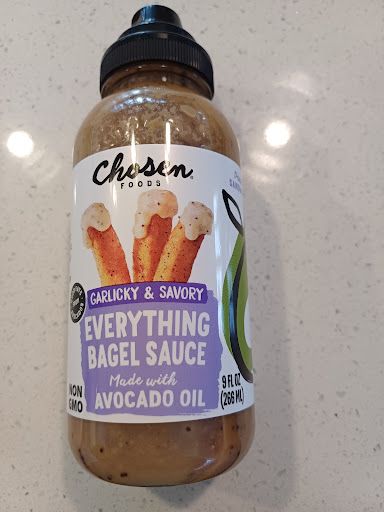 Chosen
FOODS
GARLICKY & SAVORY
EVERYTHING
BAGEL SAUCE
Made with
AVOCADO OIL
NON
GMO
9 FL OZ
(266 ML)